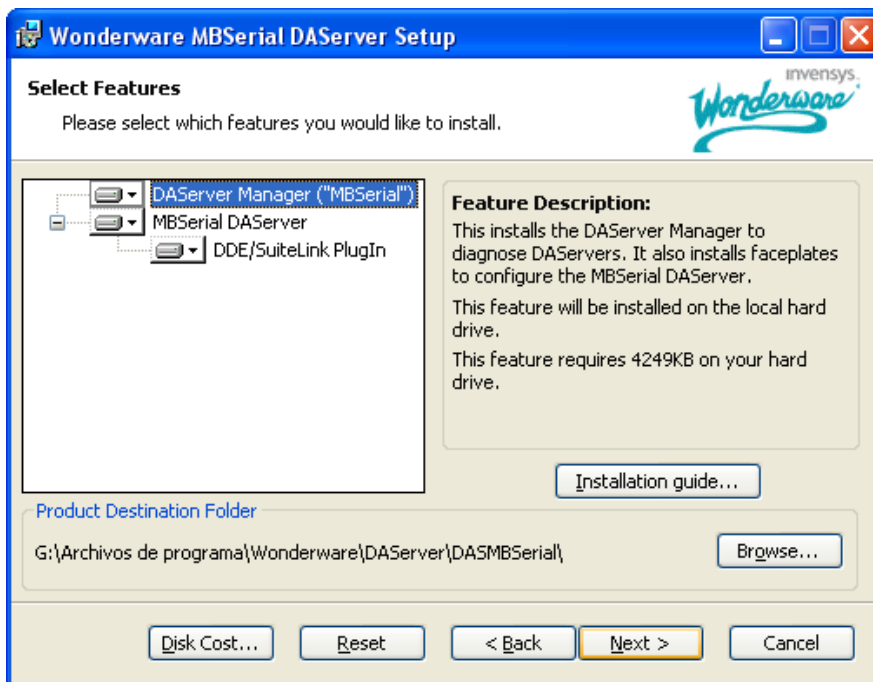 Wonderware MBSerial DAServer Setup
Select Features
Please select which features you would like to install.
invensys.
Wonderware
DAServer Manager ("MBSerial")
MBSerial DAServer
DDE/SuiteLink PlugIn
Feature Description:
This installs the DAServer Manager to
diagnose DAServers. It also installs faceplates
to configure the MBSerial DAServer.
This feature will be installed on the local hard
drive.
This feature requires 4249KB on your hard
drive.
Installation guide...
Product Destination Folder
G:\Archivos de programa\Wonderware\DAServer\DASMBSerial\
Browse...
Disk Cost...
Reset
< Back
Next >
Cancel